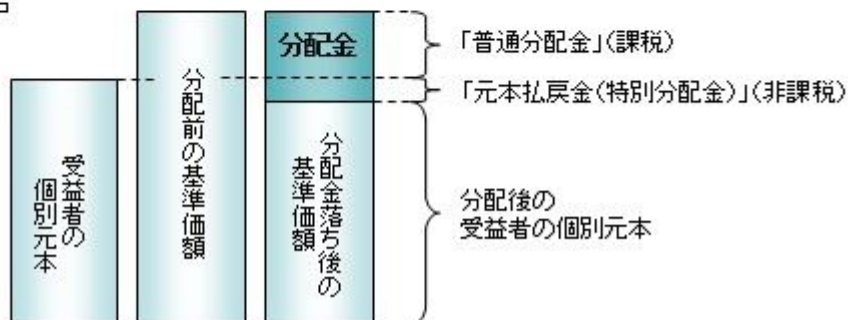 分配金
「普通分配金」(課税)
「元本払戻金(特別分配金)」(非課税)
受益者の
個別元本
分配前の基準価額
分配金落ち後の
基準価額
分配後の
受益者の個別元本